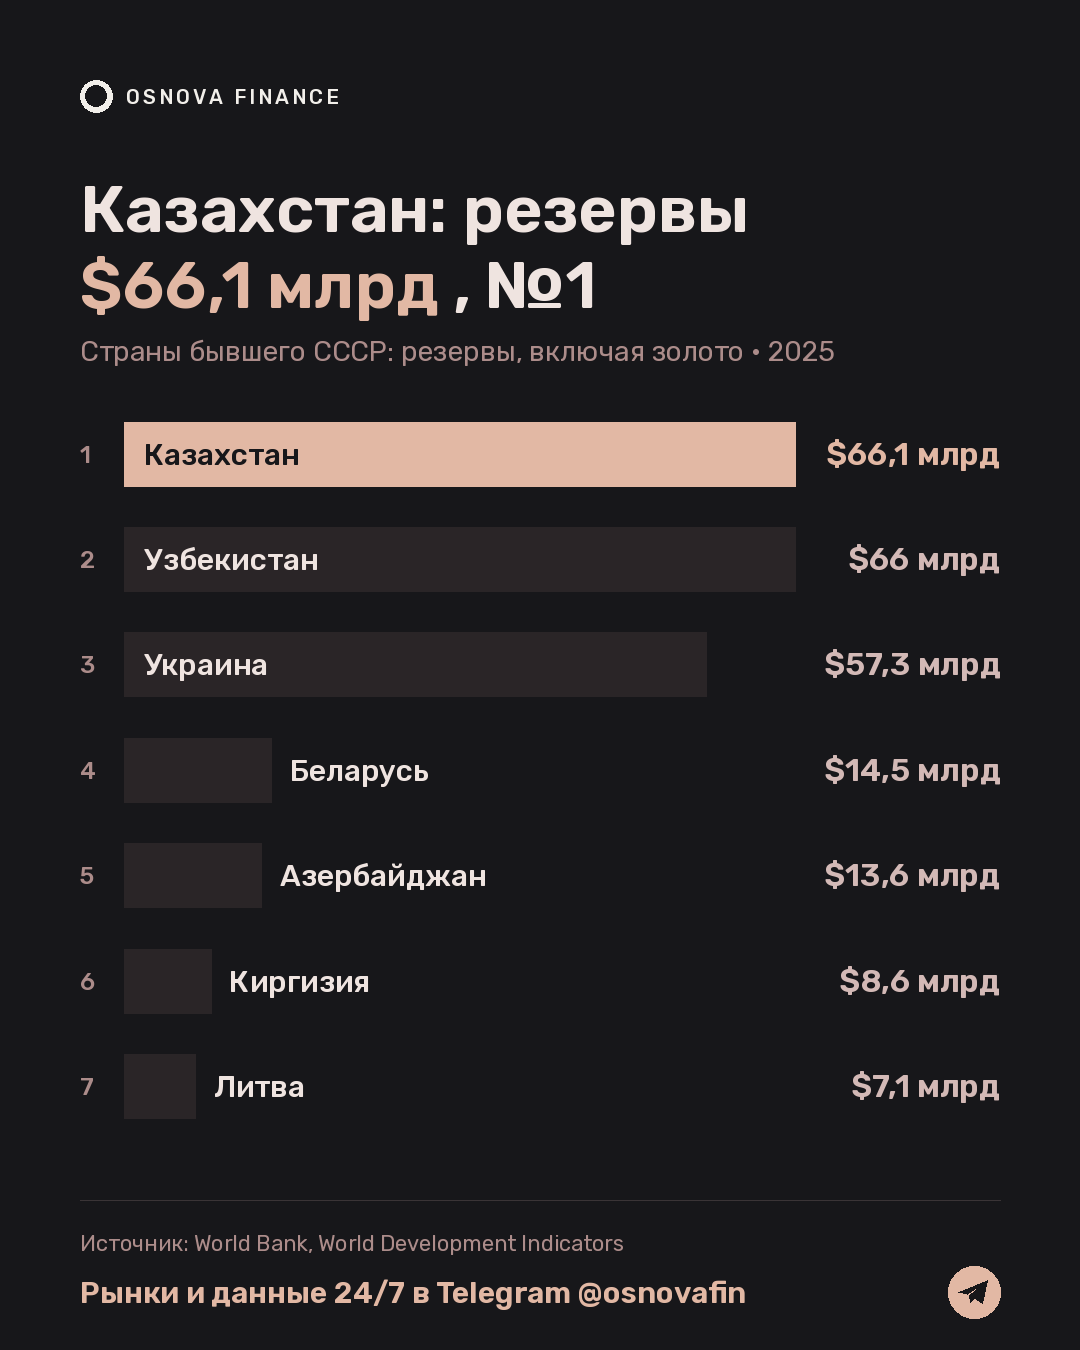 OSNOVA FINANCE
Казахстан: резервы
$66,1 млрд , №1
Страны бывшего СССР: резервы, включая золото • 2025
1 Казахстан $66,1 млрд
2 Узбекистан $66 млрд
3 Украина $57,3 млрд
4 Беларусь $14,5 млрд
5 Азербайджан $13,6 млрд
6 Киргизия $8,6 млрд
7 Литва $7,1 млрд
Источник: World Bank, World Development Indicators
Рынки и данные 24/7 в Telegram @osnovafin